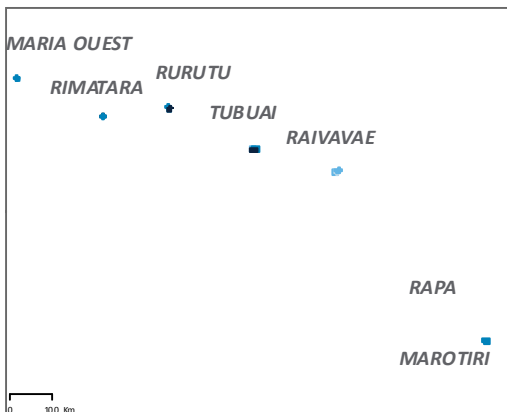 MARIA OUEST
RURUTU
RIMATARA
TUBUAI
RAIVAVAE
RAPA
MAROTIRI
0 100 Km